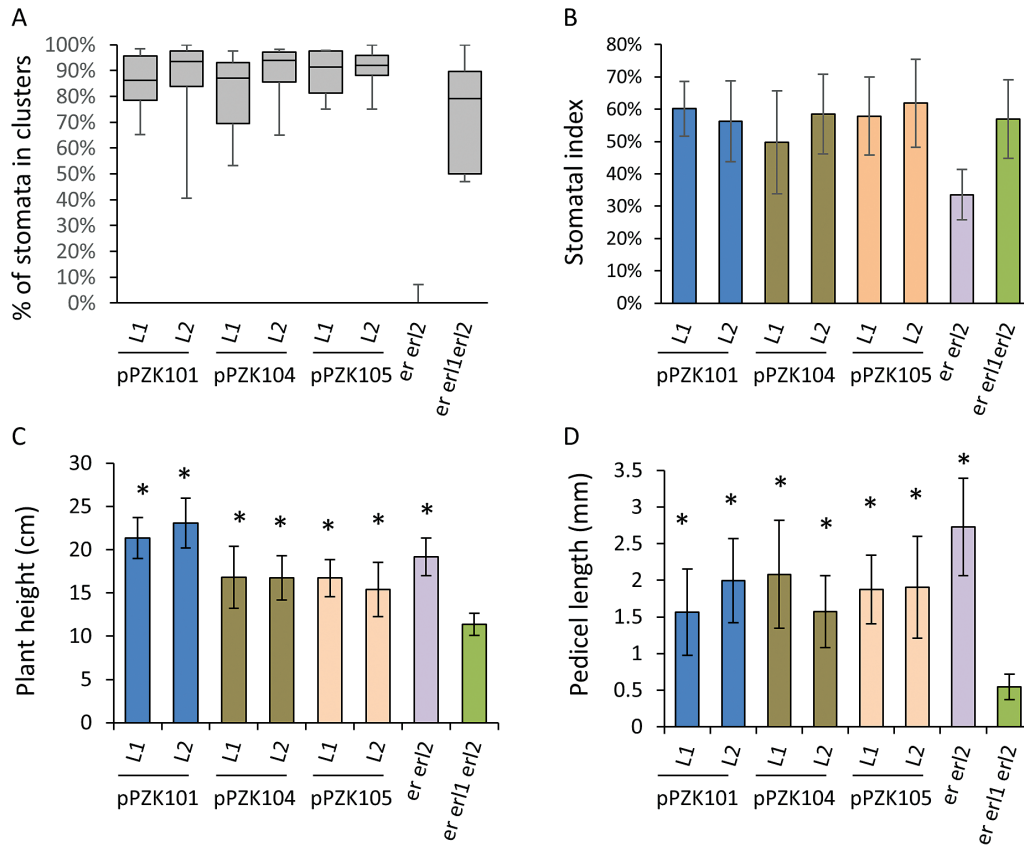 A
% of stomata in clusters
100%
90%
80%
70%
60%
50%
40%
30%
20%
10%
0%
L1
L2
L1
L2
L1
L2
er erl2
er erl1erl2
pPZK101
pPZK104
pPZK105
B
Stomatal index
80%
70%
60%
50%
40%
30%
20%
10%
0%
L1
L2
L1
L2
L1
L2
er erl2
er erl1erl2
pPZK101
pPZK104
pPZK105
C
Plant height (cm)
30
25
20
15
10
5
0
* * * * * * *
L1
L2
L1
L2
L1
L2
er erl2
er erl1 erl2
pPZK101
pPZK104
pPZK105
D
Pedicel length (mm)
3.5
3
2.5
2
1.5
1
0.5
0
* * * * * * *
L1
L2
L1
L2
L1
L2
er erl2
er erl1 erl2
pPZK101
pPZK104
pPZK105